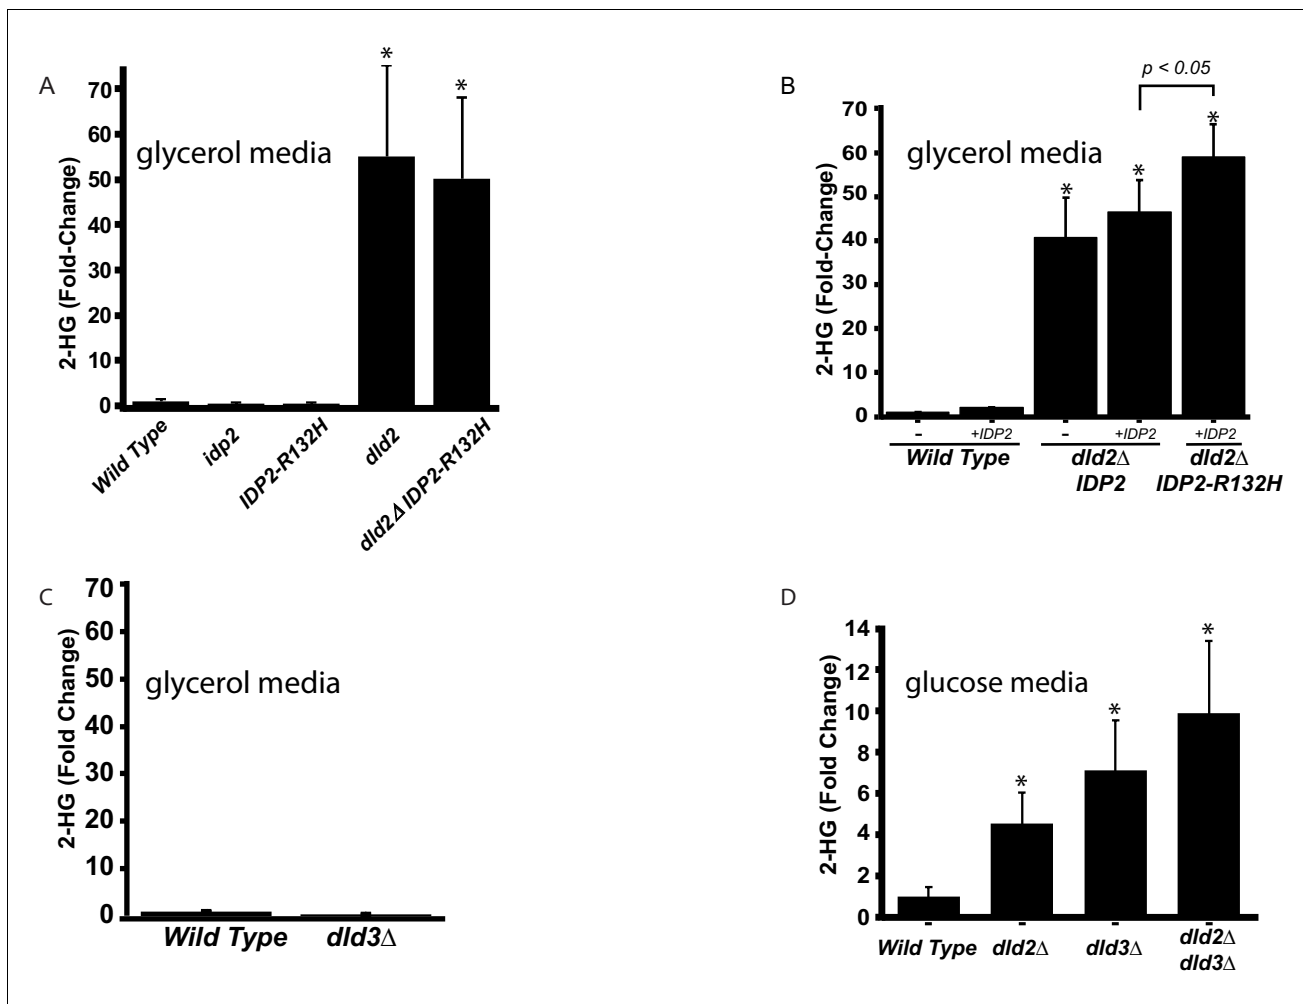 A
*
*
70
60
50
40
30
20
10
0
2-HG (Fold-Change)
glycerol media
Wild Type
idp2
IDP2-R132H
dld2
dld2Δ IDP2-R132H
B
p < 0.05
*
*
*
70
60
50
40
30
20
10
0
2-HG (Fold-Change)
glycerol media
- +IDP2 - +IDP2 +IDP2
Wild Type dld2Δ dld2Δ
IDP2 IDP2-R132H
C
70
60
50
40
30
20
10
0
2-HG (Fold Change)
glycerol media
Wild Type dld3Δ
D
*
*
*
14
12
10
8
6
4
2
0
2-HG (Fold Change)
glucose media
Wild Type dld2Δ dld3Δ dld2Δ
dld3Δ